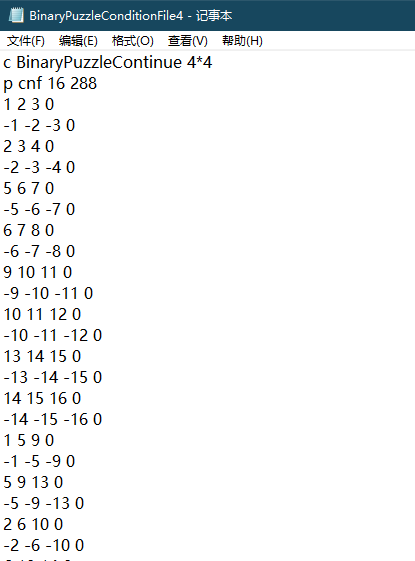 BinaryPuzzleConditionFile4 - 记事本
文件(F) 编辑(E) 格式(O) 查看(V) 帮助(H)
c BinaryPuzzleContinue 4*4
p cnf 16 288
1 2 3 0
-1 -2 -3 0
2 3 4 0
-2 -3 -4 0
5 6 7 0
-5 -6 -7 0
6 7 8 0
-6 -7 -8 0
9 10 11 0
-9 -10 -11 0
10 11 12 0
-10 -11 -12 0
13 14 15 0
-13 -14 -15 0
14 15 16 0
-14 -15 -16 0
1 5 9 0
-1 -5 -9 0
5 9 13 0
-5 -9 -13 0
2 6 10 0
-2 -6 -10 0